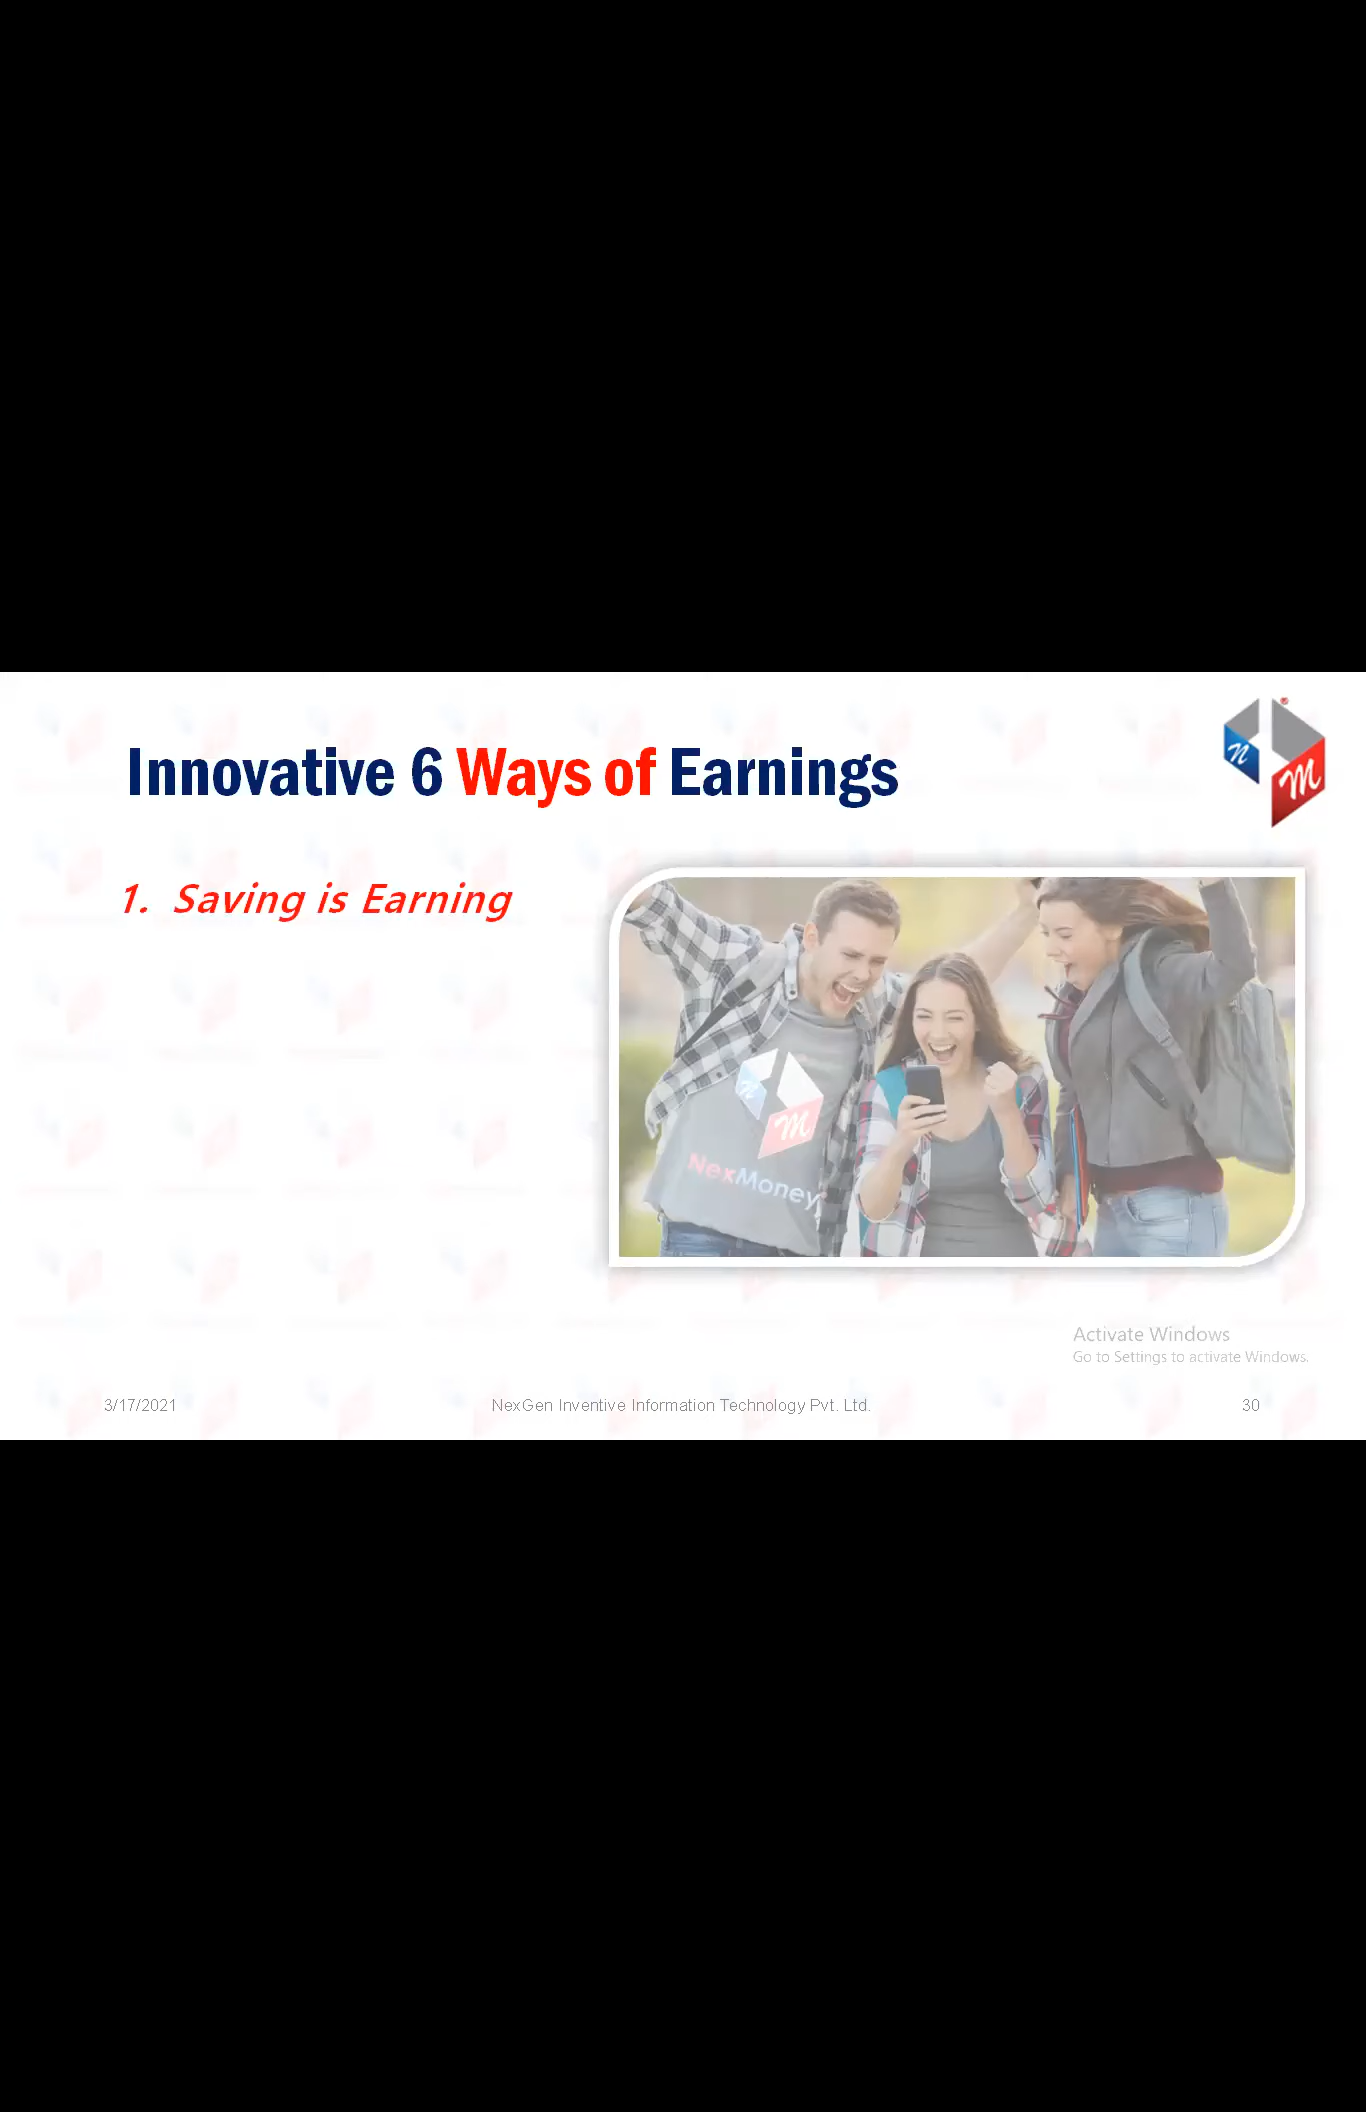 Innovative 6 Ways of Earnings
n
m
1. Saving is Earning
n
m
NexMoney
Activate Windows
Go to Settings to activate Windows.
3/17/2021 NexGen Inventive Information Technology Pvt. Ltd. 30